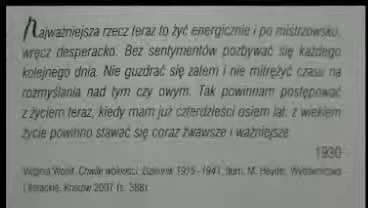 Najważniejsza rzecz teraz to żyć energicznie i po mistrzowsku,
wręcz desperacko. Bez sentymentów pozbywać się każdego
kolejnego dnia. Nie guzdrać się zatem i nie mitrężyć czasu na
rozmyślania nad tym czy owym. Tak powinnam postępować
z życiem teraz, kiedy mam już czterdzieści osiem lat: z wiekiem
życie powinno stawać się coraz żwawsze i ważniejsze
1930
Virginia Woolf, Chwile wolności. Dziennik 1915-1941, tłum. M. Heydel, Wydawnictwo
Literackie, Kraków 2007 (s. 388)